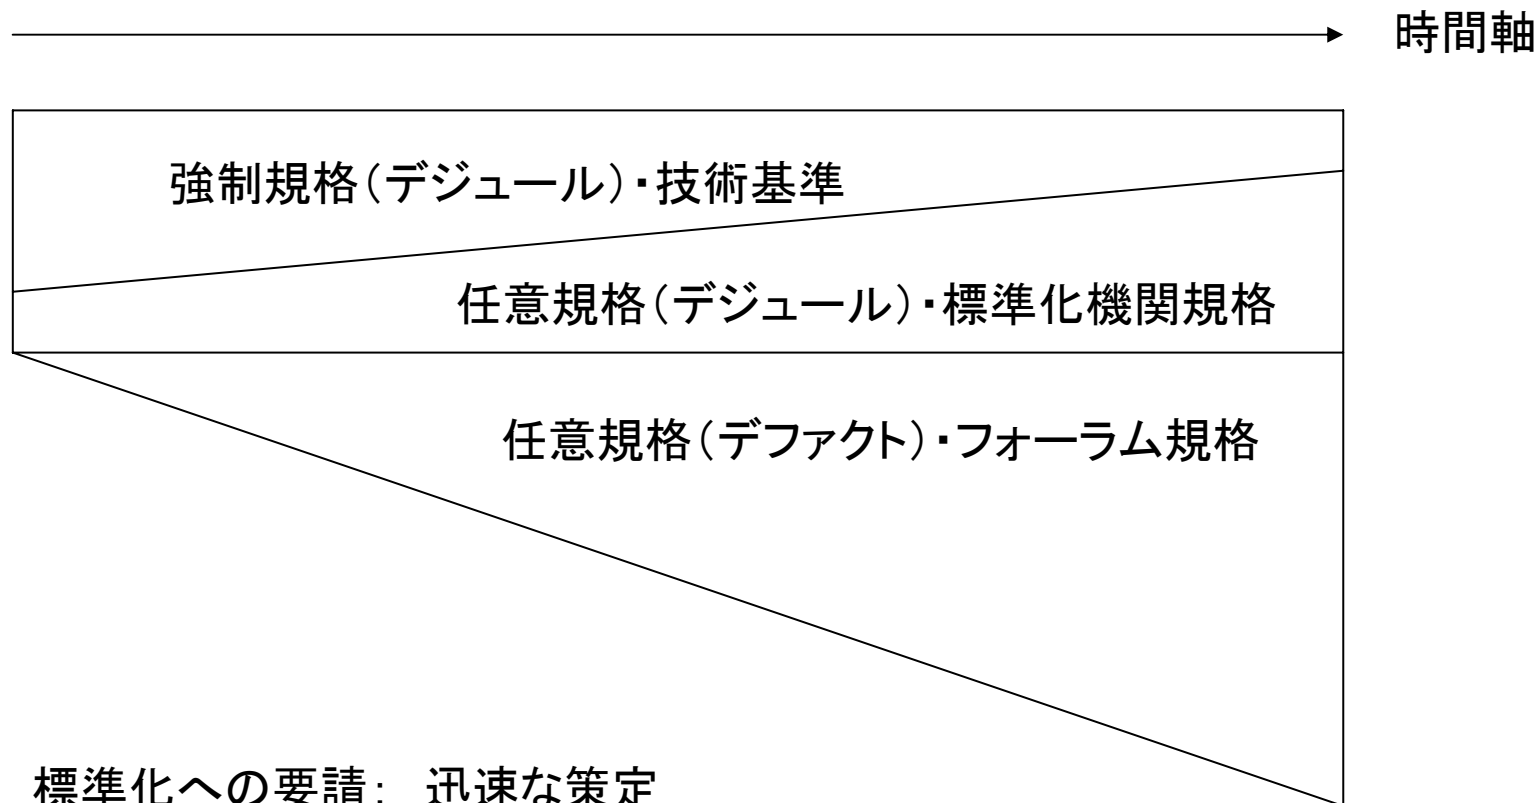 時間軸
強制規格(デジュール)・技術基準
任意規格(デジュール)・標準化機関規格
任意規格(デファクト)・フォーラム規格
標準化への要請: 迅速な策定